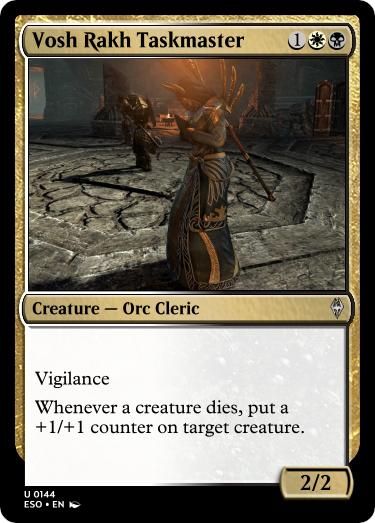 Vosh Rakh Taskmaster 1
Creature — Orc Cleric
Vigilance
Whenever a creature dies, put a
+1/+1 counter on target creature.
2/2
U 0144
ESO • EN